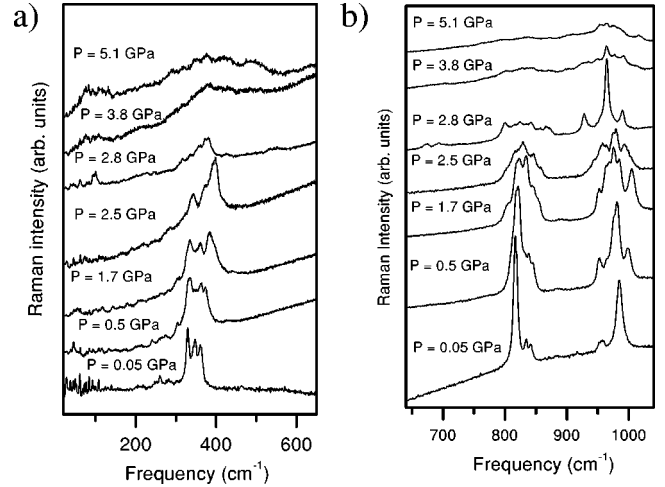 a)
P = 5.1 GPa
P = 3.8 GPa
P = 2.8 GPa
P = 2.5 GPa
P = 1.7 GPa
P = 0.5 GPa
P = 0.05 GPa
Raman intensity (arb. units)
200 400 600
Frequency (cm⁻¹)
b)
P = 5.1 GPa
P = 3.8 GPa
P = 2.8 GPa
P = 2.5 GPa
P = 1.7 GPa
P = 0.5 GPa
P = 0.05 GPa
Raman Intensity (arb. units)
700 800 900 1000
Frequency (cm⁻¹)